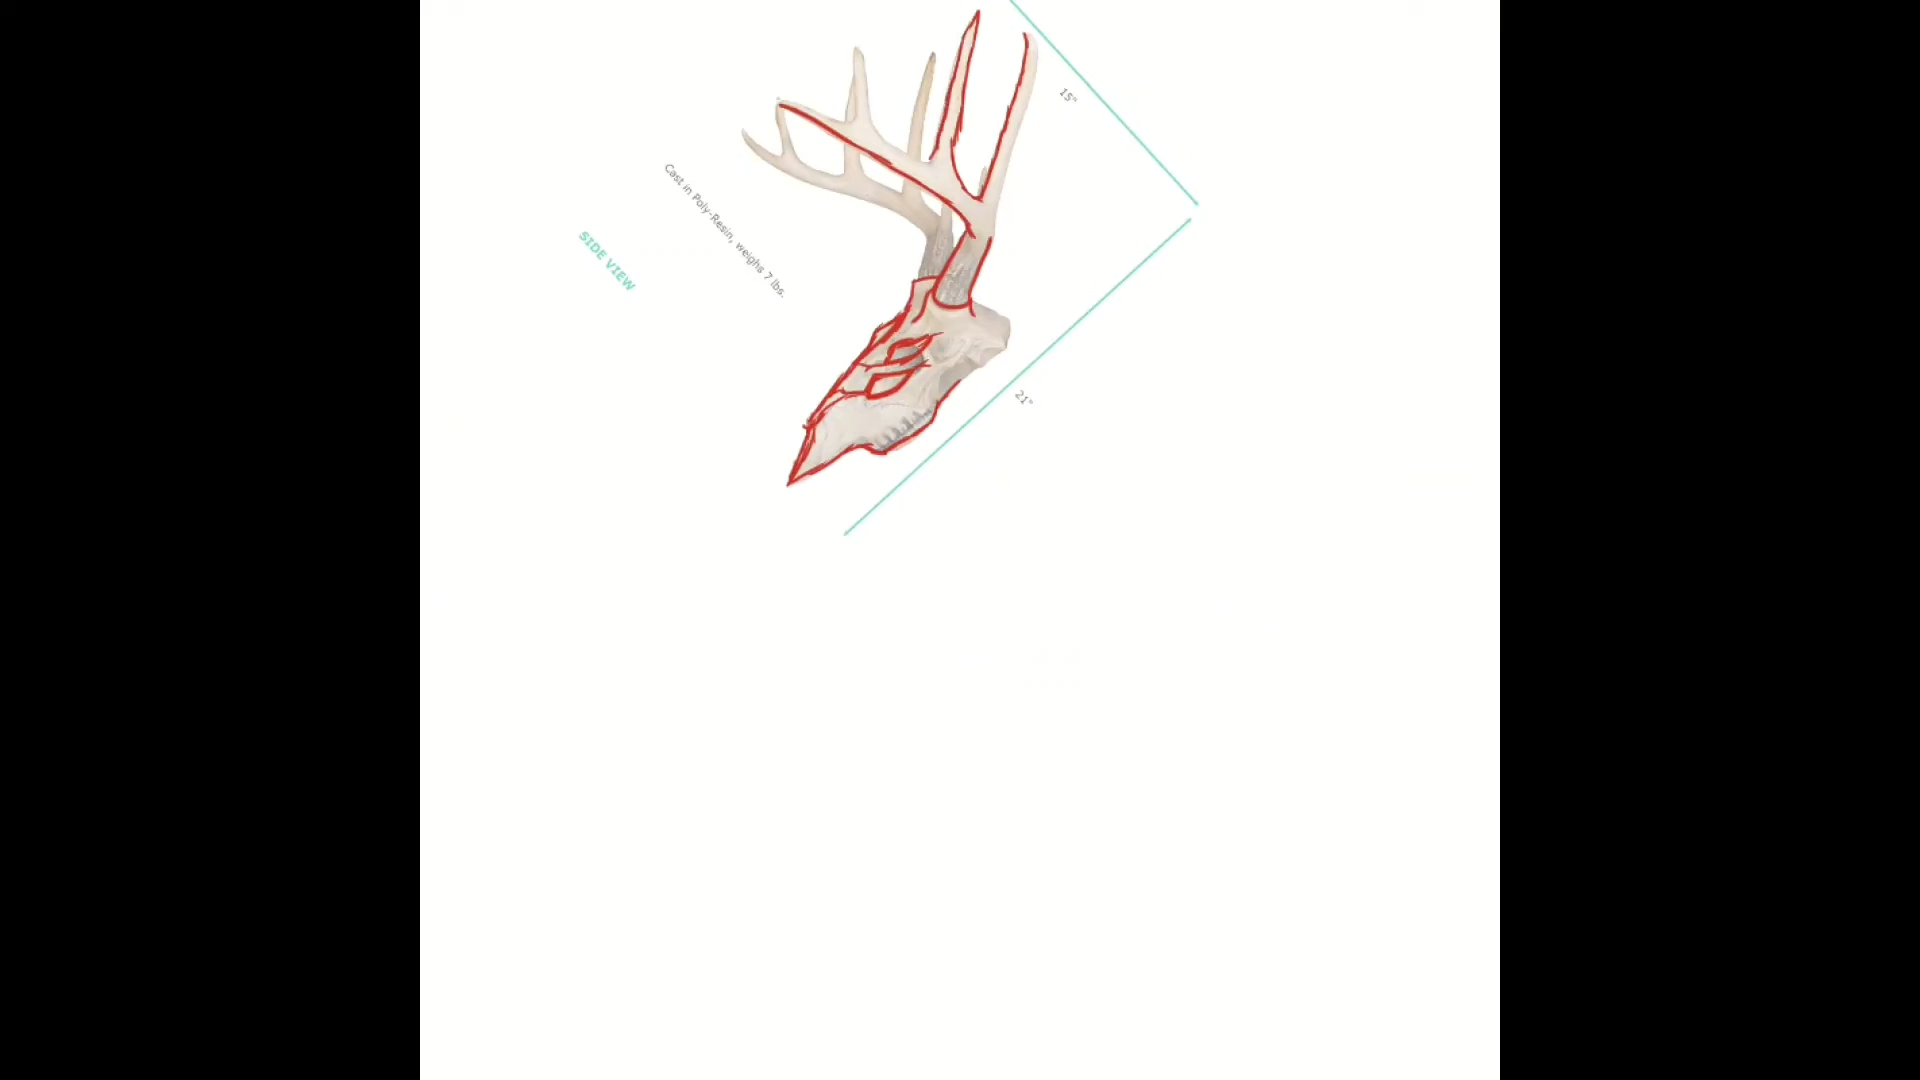 15"
Cast in Poly-Resin, weighs 7 lbs.
SIDE VIEW
21"